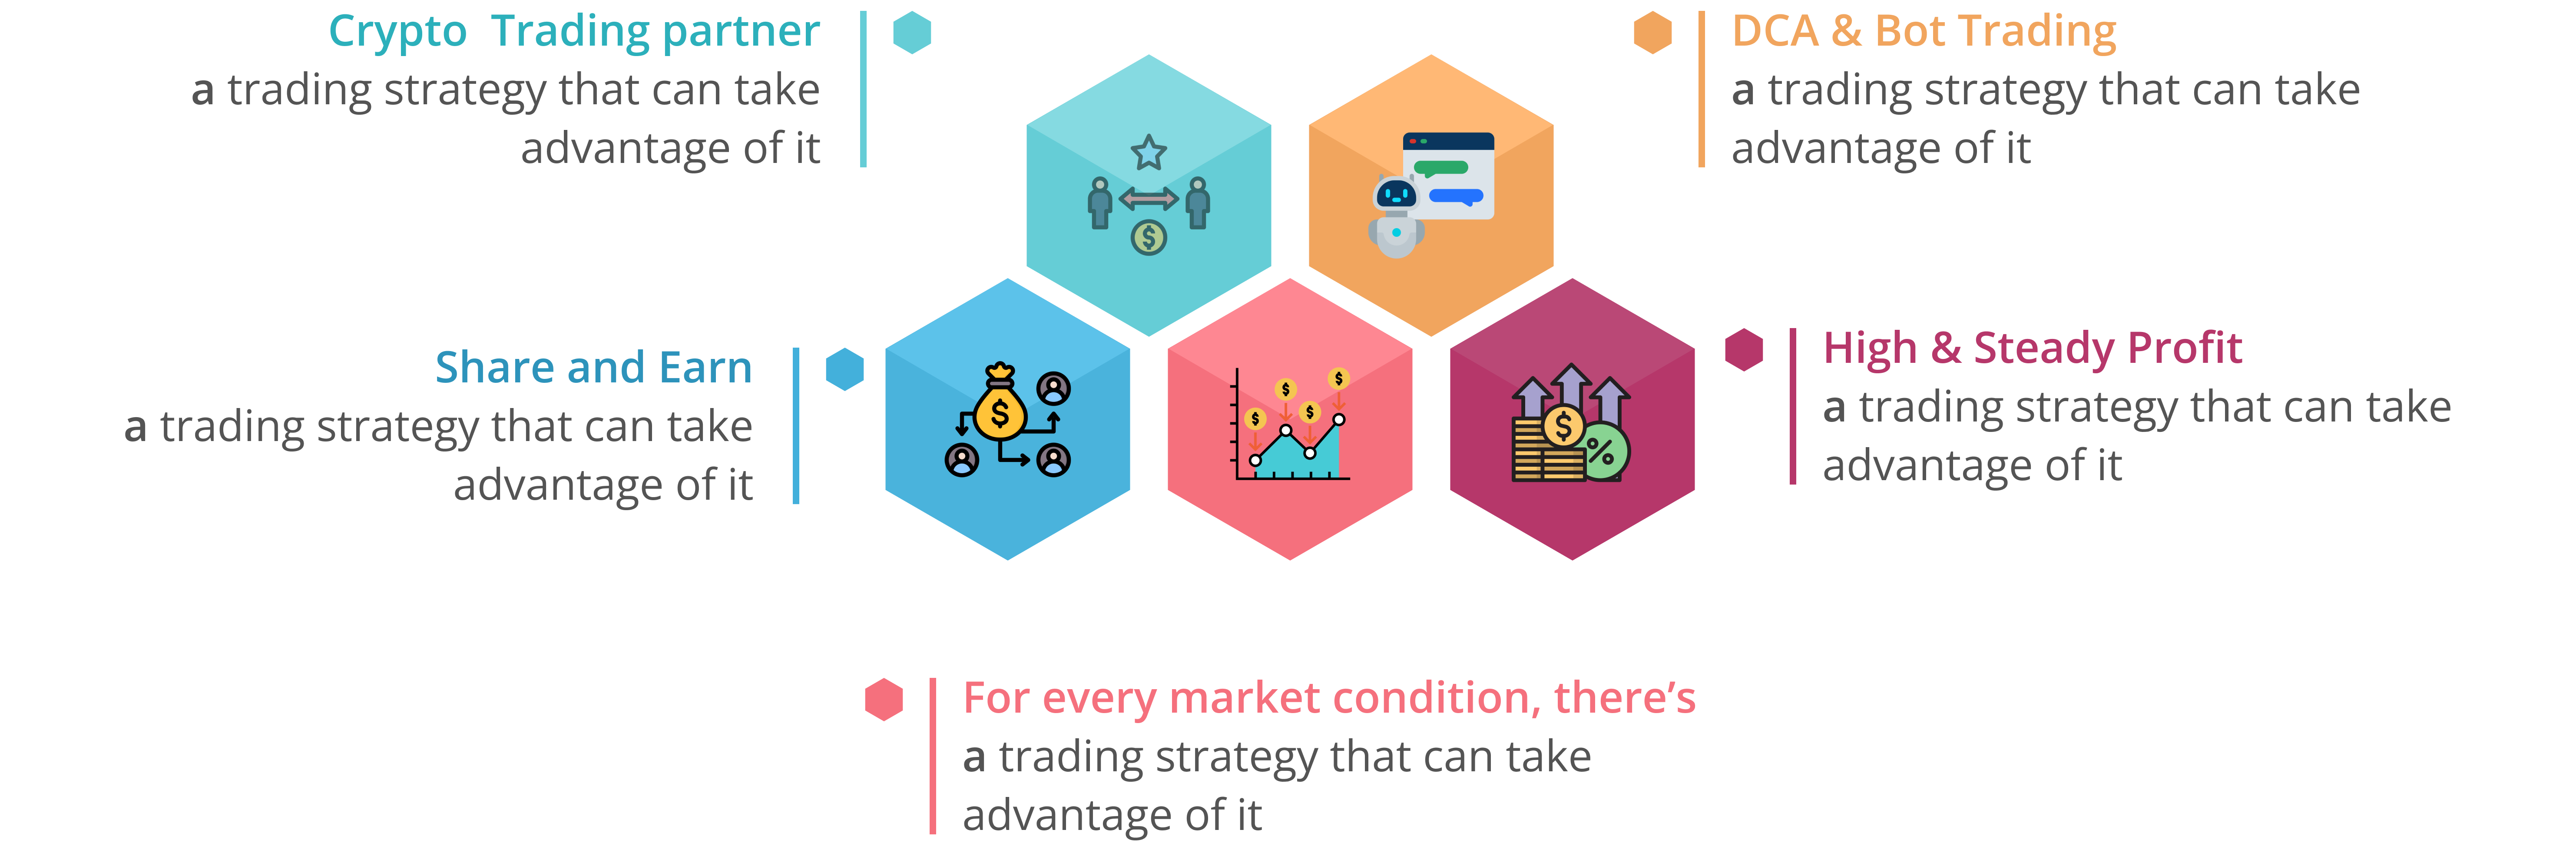 Crypto  Trading partner
a trading strategy that can take
advantage of it
DCA & Bot Trading
a trading strategy that can take
advantage of it
Share and Earn
a trading strategy that can take
advantage of it
High & Steady Profit
a trading strategy that can take
advantage of it
For every market condition, there’s
a trading strategy that can take
advantage of it
$
$
$
$
$
$
$
%